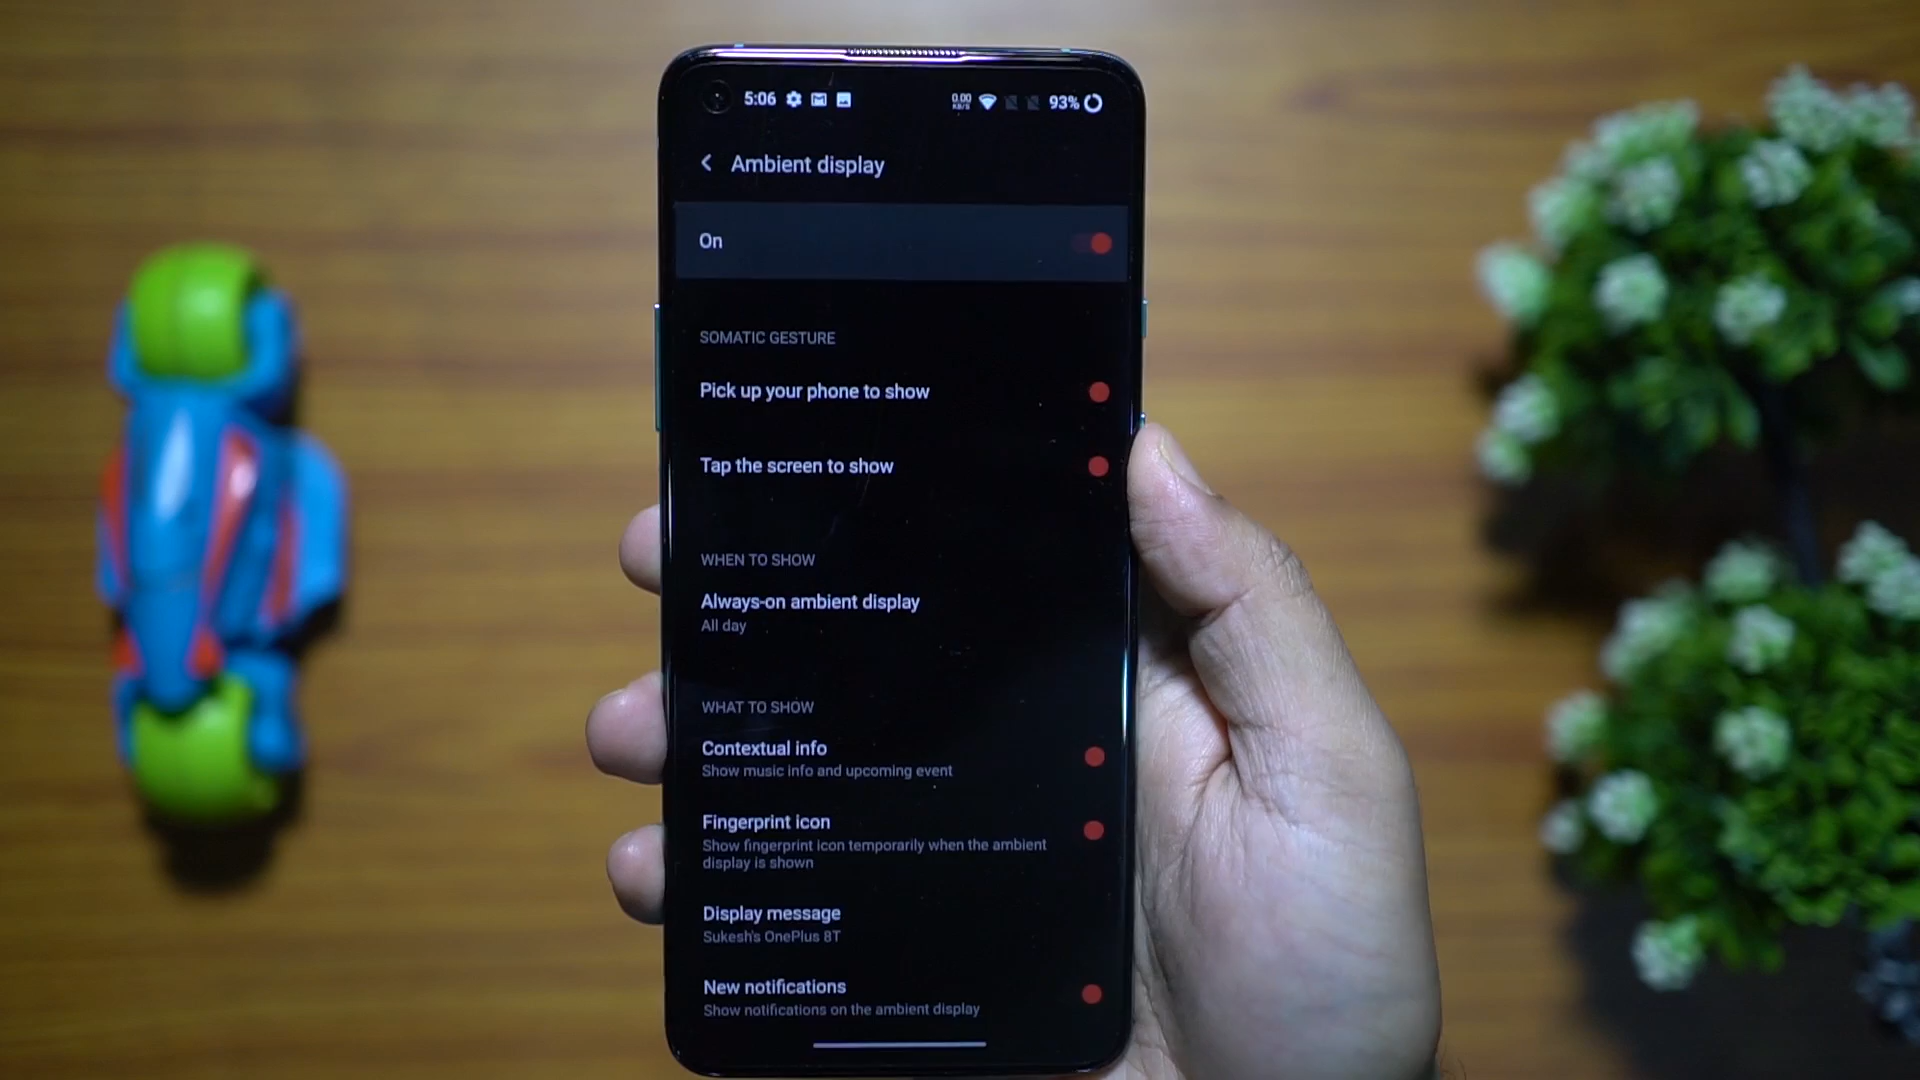 5:06
0.00
KB/S
93%
Ambient display
On
SOMATIC GESTURE
Pick up your phone to show
Tap the screen to show
WHEN TO SHOW
Always-on ambient display
All day
WHAT TO SHOW
Contextual info
Show music info and upcoming event
Fingerprint icon
Show fingerprint icon temporarily when the ambient
display is shown
Display message
Sukesh's OnePlus 8T
New notifications
Show notifications on the ambient display